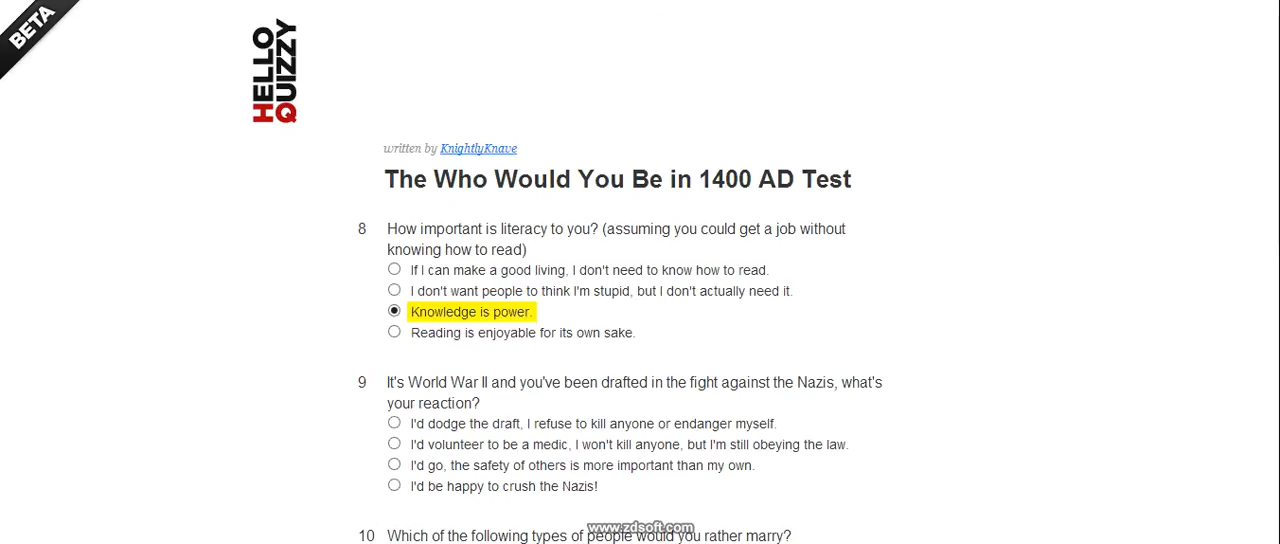 BETA
HELLO
QUIZZY
written by KnightlyKnave
The Who Would You Be in 1400 AD Test
8 How important is literacy to you? (assuming you could get a job without
knowing how to read)
If I can make a good living, I don't need to know how to read.
I don't want people to think I'm stupid, but I don't actually need it.
Knowledge is power.
Reading is enjoyable for its own sake.
9 It's World War II and you've been drafted in the fight against the Nazis, what's
your reaction?
I'd dodge the draft, I refuse to kill anyone or endanger myself.
I'd volunteer to be a medic, I won't kill anyone, but I'm still obeying the law.
I'd go, the safety of others is more important than my own.
I'd be happy to crush the Nazis!
www.zdsoft.com
10 Which of the following types of people would you rather marry?